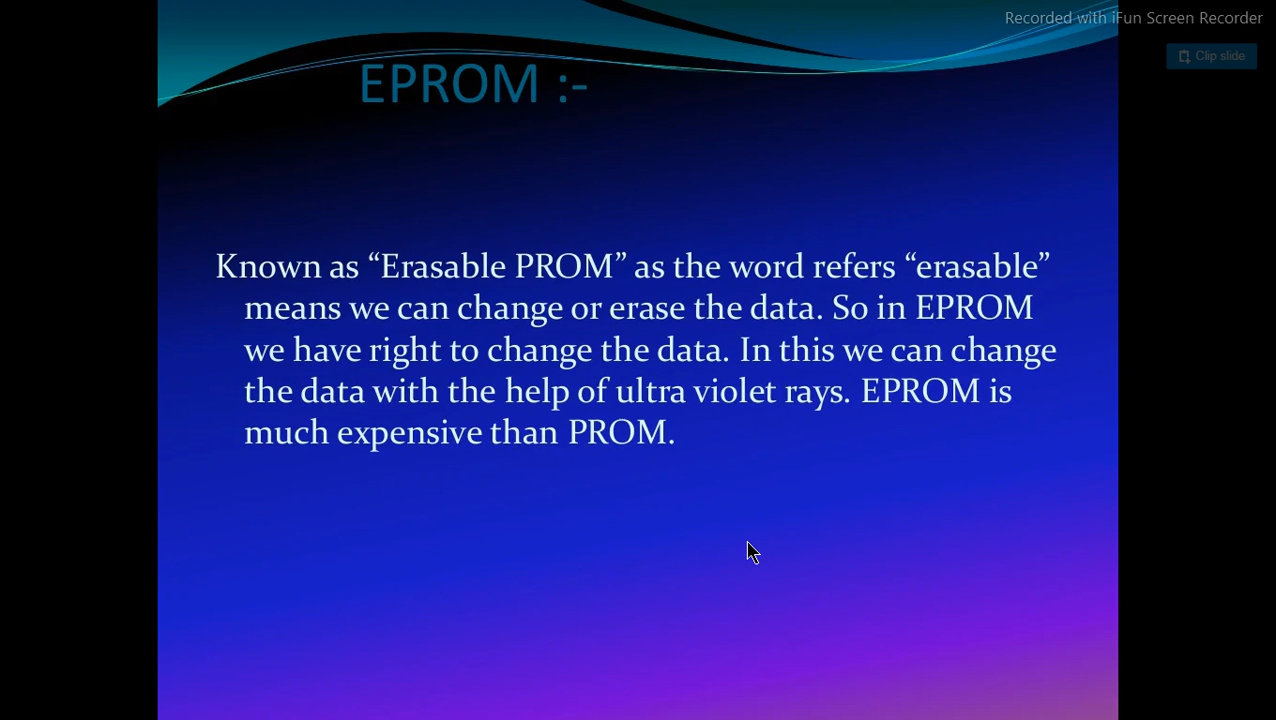 Recorded with iFun Screen Recorder
Clip slide
EPROM :-
Known as “Erasable PROM” as the word refers “erasable”
means we can change or erase the data. So in EPROM
we have right to change the data. In this we can change
the data with the help of ultra violet rays. EPROM is
much expensive than PROM.